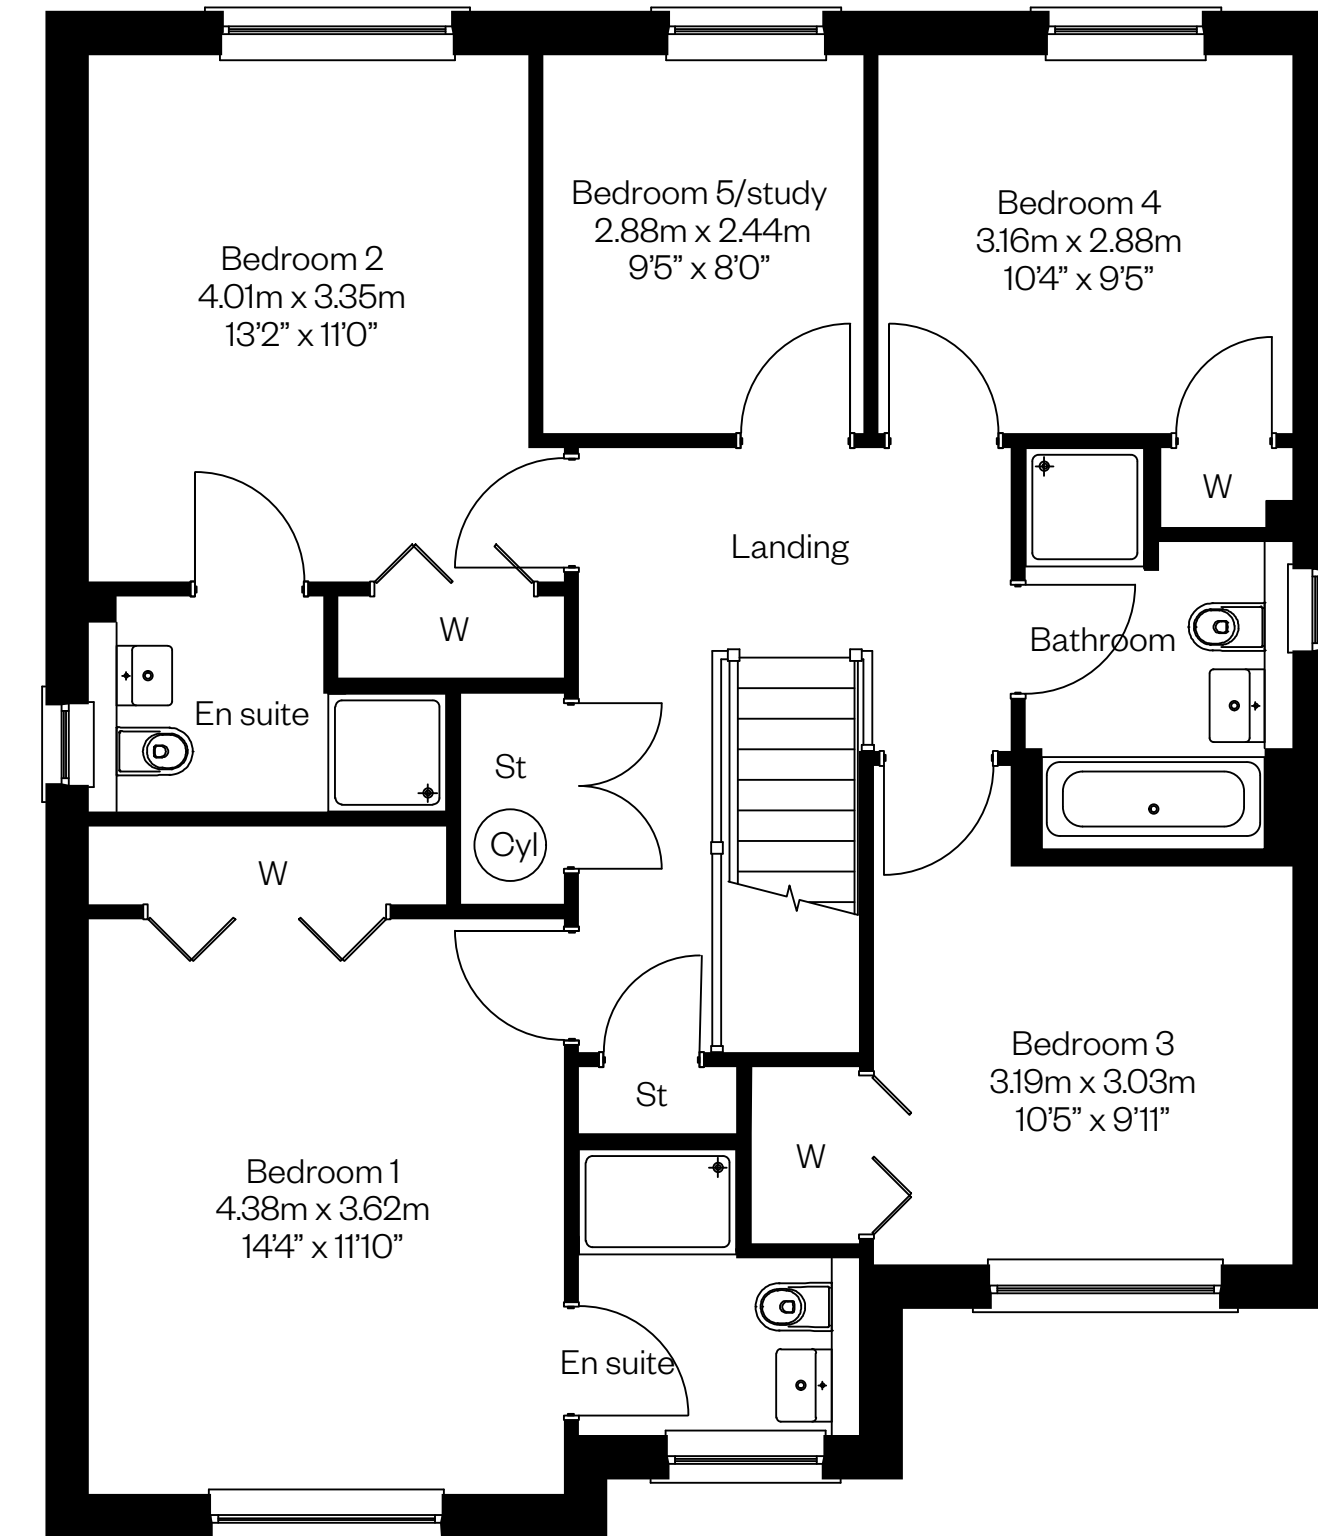 Bedroom 5/study
2.88m x 2.44m
9’5” x 8’0”
Bedroom 4
3.16m x 2.88m
10’4” x 9’5”
Bedroom 2
4.01m x 3.35m
13’2” x 11’0”
W
Landing
W
Bathroom
En suite
St
Cyl
W
Bedroom 3
3.19m x 3.03m
10’5” x 9’11”
St
W
Bedroom 1
4.38m x 3.62m
14’4” x 11’10”
En suite